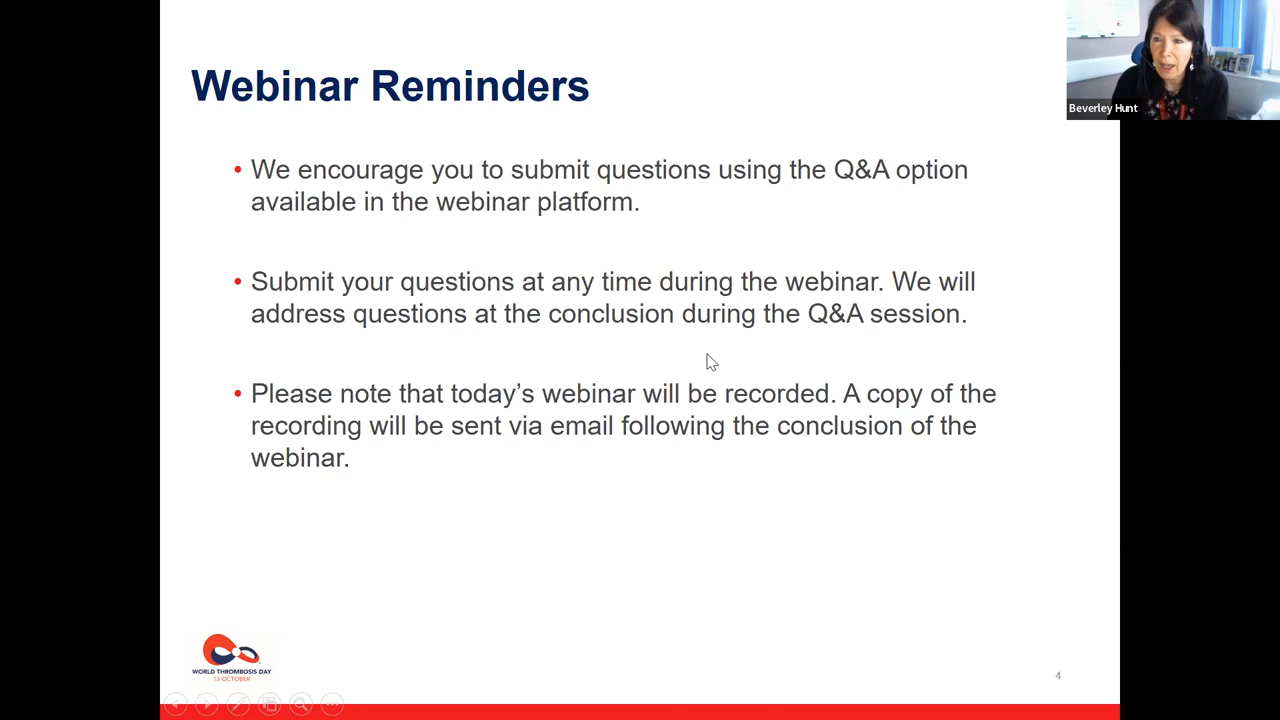 Webinar Reminders
Beverley Hunt
• We encourage you to submit questions using the Q&A option
available in the webinar platform.
• Submit your questions at any time during the webinar. We will
address questions at the conclusion during the Q&A session.
• Please note that today’s webinar will be recorded. A copy of the
recording will be sent via email following the conclusion of the
webinar.
WORLD THROMBOSIS DAY
13 OCTOBER
4